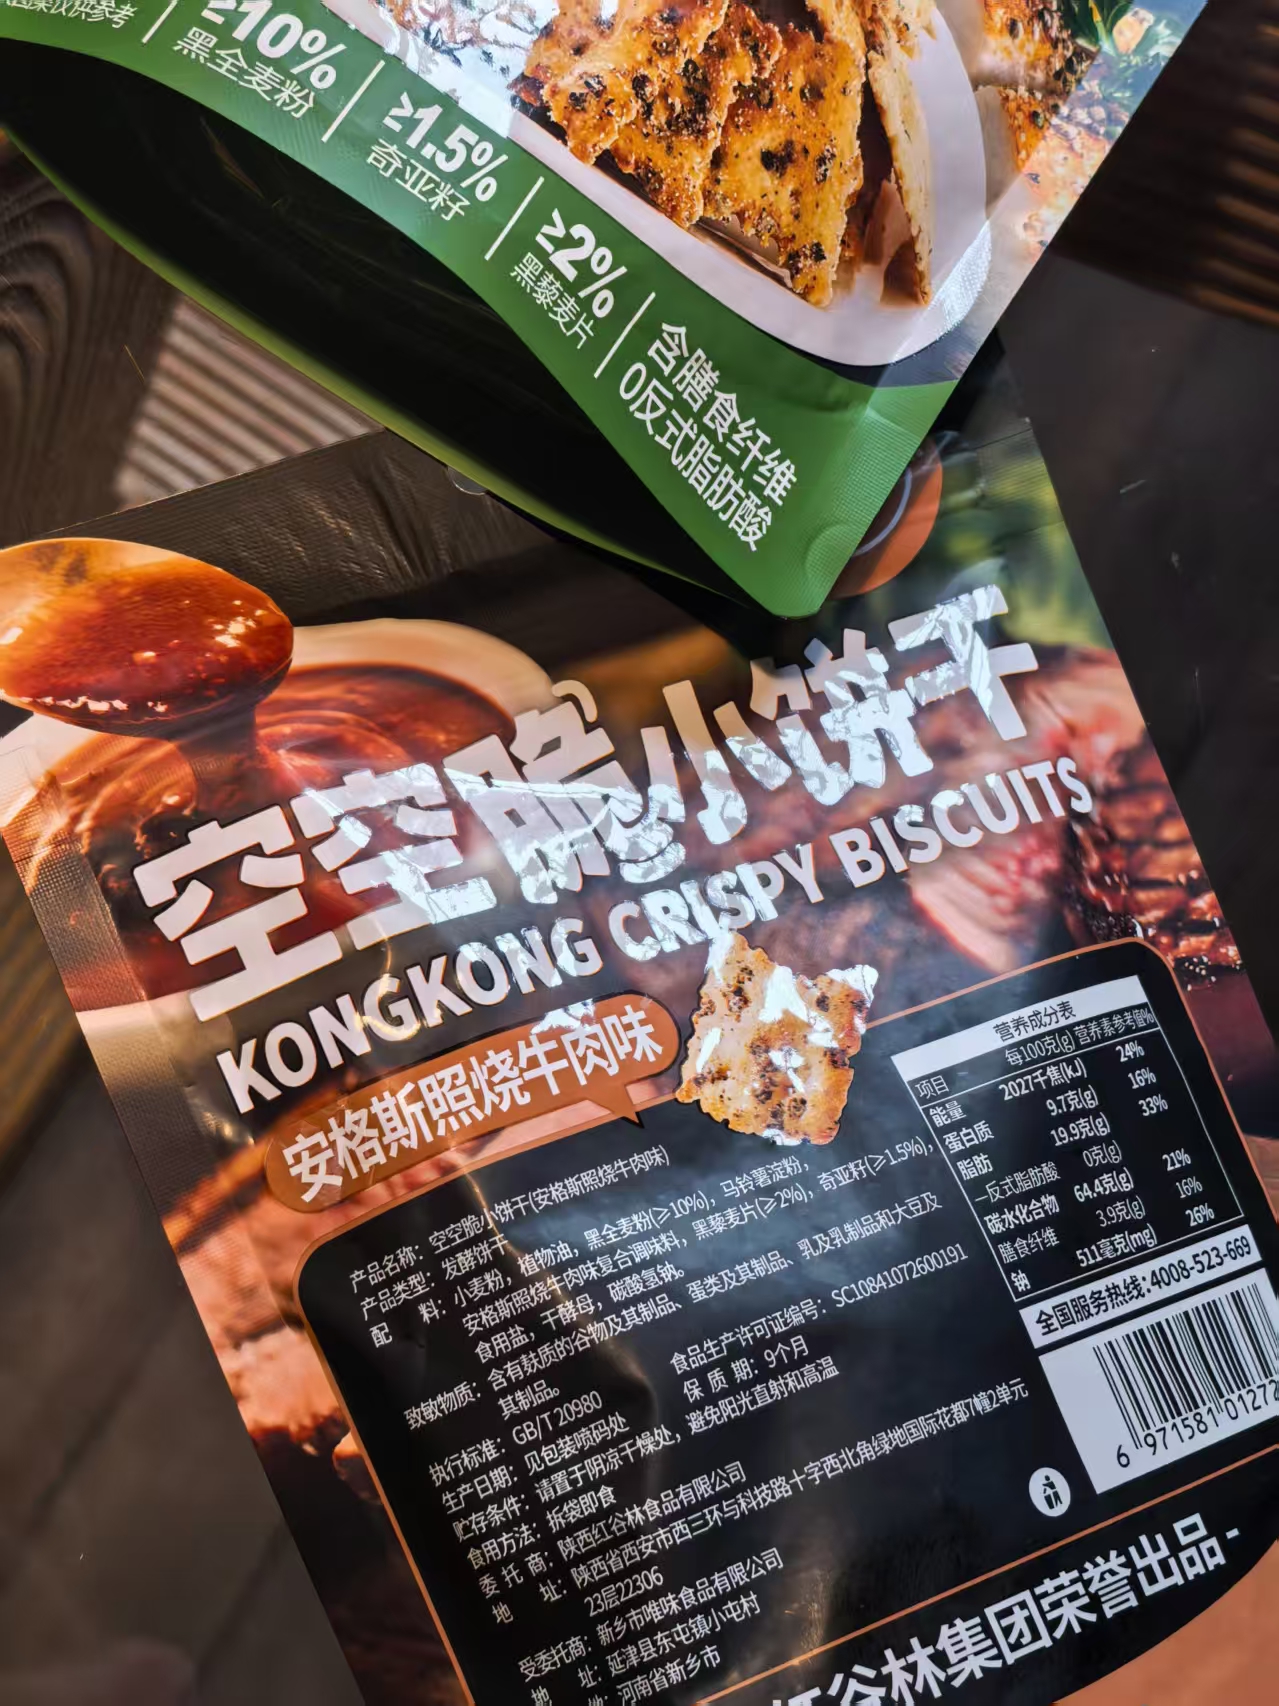 图案仅供参考
≥10%
黑全麦粉
≥1.5%
奇亚籽
≥2%
黑藜麦片
含膳食纤维
0反式脂肪酸
空空脆小饼干
KONGKONG CRISPY BISCUITS
安格斯照烧牛肉味
产品名称：空空脆小饼干(安格斯照烧牛肉味)
产品类型：发酵饼干
配 料：小麦粉，植物油，黑全麦粉(≥10%)，马铃薯淀粉，
安格斯照烧牛肉味复合调味料，黑藜麦片(≥2%)，奇亚籽(≥1.5%)，
食用盐，干酵母，碳酸氢钠。
致敏物质：含有麸质的谷物及其制品、蛋类及其制品、乳及乳制品和大豆及
其制品。
执行标准：GB/T 20980
食品生产许可证编号：SC10841072600191
生产日期：见包装喷码处
保 质 期：9个月
贮存条件：请置于阴凉干燥处，避免阳光直射和高温
食用方法：拆袋即食
委 托 商：陕西红谷林食品有限公司
地 址：陕西省西安市西三环与科技路十字西北角绿地国际花都7幢2单元
23层22306
受委托商：新乡市唯味食品有限公司
地 址：延津县东屯镇小屯村
地：河南省新乡市
营养成分表
项目 每100克(g) 营养素参考值%
能量 2027千焦(kJ) 24%
蛋白质 9.7克(g) 16%
脂肪 19.9克(g) 33%
—反式脂肪酸 0克(g)
碳水化合物 64.4克(g) 21%
膳食纤维 3.9克(g) 16%
钠 511毫克(mg) 26%
全国服务热线：4008-523-669
6 971581 01272
红谷林集团荣誉出品-